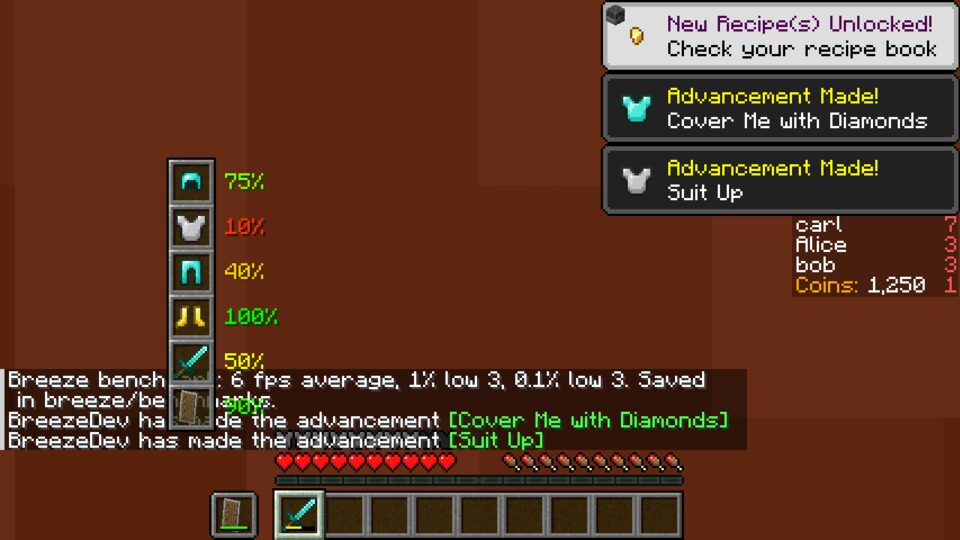 New Recipe(s) Unlocked!
Check your recipe book
Advancement Made!
Cover Me with Diamonds
Advancement Made!
Suit Up
75%
10%
40%
100%
50%
90%
carl 7
Alice 3
bob 3
Coins: 1,250 1
Breeze : 6 fps average, 1% low 3, 0.1% low 3. Saved
in
BreezeDev has made the advancement [Cover Me with Diamonds]
BreezeDev has made the advancement [Suit Up]